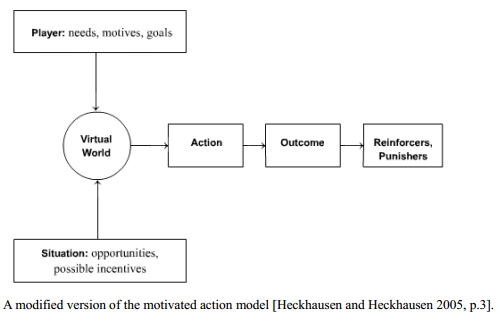 Player: needs, motives, goals
Virtual
World
Action
Outcome
Reinforcers,
Punishers
Situation: opportunities,
possible incentives
A modified version of the motivated action model [Heckhausen and Heckhausen 2005, p.3].